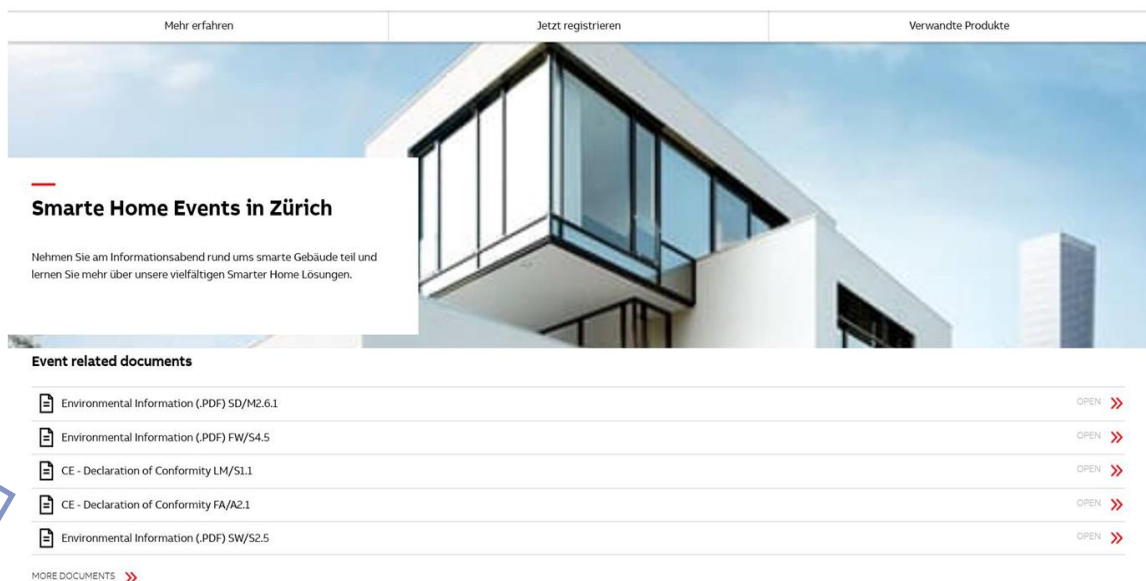 Mehr erfahren
Jetzt registrieren
Verwandte Produkte
Smarte Home Events in Zürich
Nehmen Sie am Informationsabend rund ums smarte Gebäude teil und
lernen Sie mehr über unsere vielfältigen Smarter Home Lösungen.
Event related documents
Environmental Information (.PDF) SD/M2.6.1 OPEN
Environmental Information (.PDF) FW/S4.5 OPEN
CE - Declaration of Conformity LM/S1.1 OPEN
CE - Declaration of Conformity FA/A2.1 OPEN
Environmental Information (.PDF) SW/S2.5 OPEN
MORE DOCUMENTS